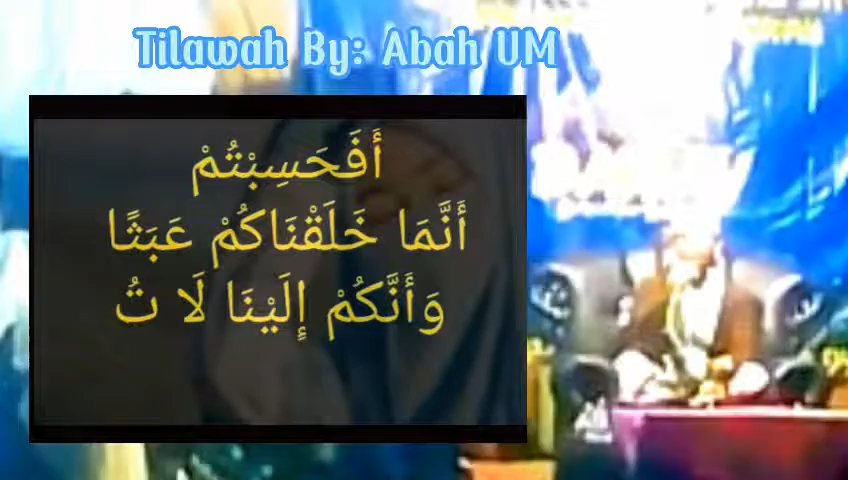 Tilawah By: Abah UM
أَفَحَسِبْتُمْ
أَنَّمَا خَلَقْنَاكُمْ عَبَثًا
وَأَنَّكُمْ إِلَيْنَا لَا تُ